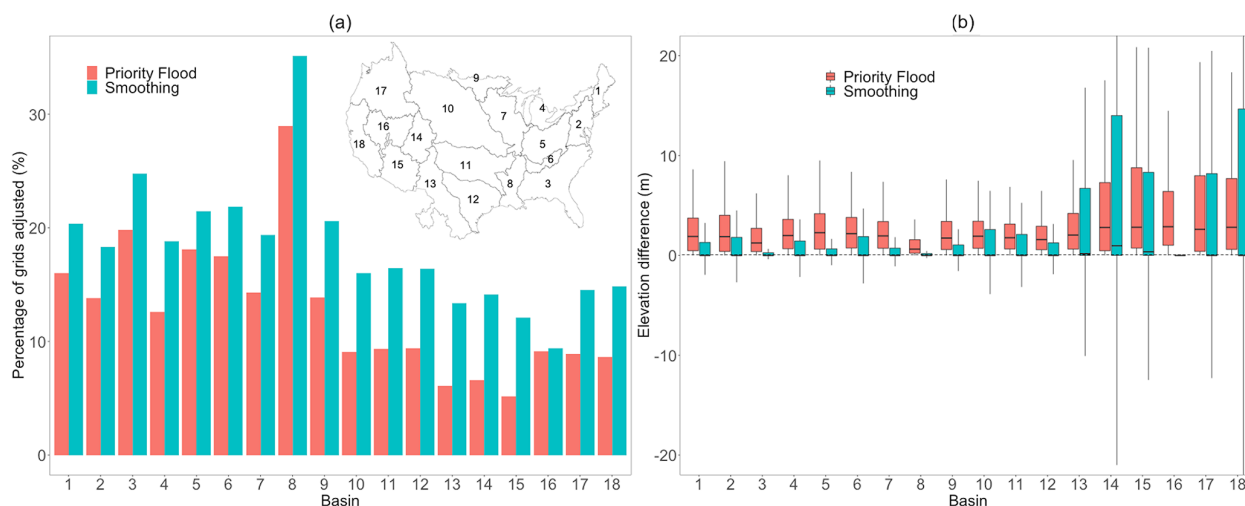 (a)
Percentage of grids adjusted (%)
30
20
10
0
Priority Flood
Smoothing
9
1
17
10
4
7
2
16
14
18
5
15
6
11
13
8
3
12
1 2 3 4 5 6 7 8 9 10 11 12 13 14 15 16 17 18
Basin
(b)
Elevation difference (m)
20
10
0
-10
-20
Priority Flood
Smoothing
1 2 3 4 5 6 7 8 9 10 11 12 13 14 15 16 17 18
Basin